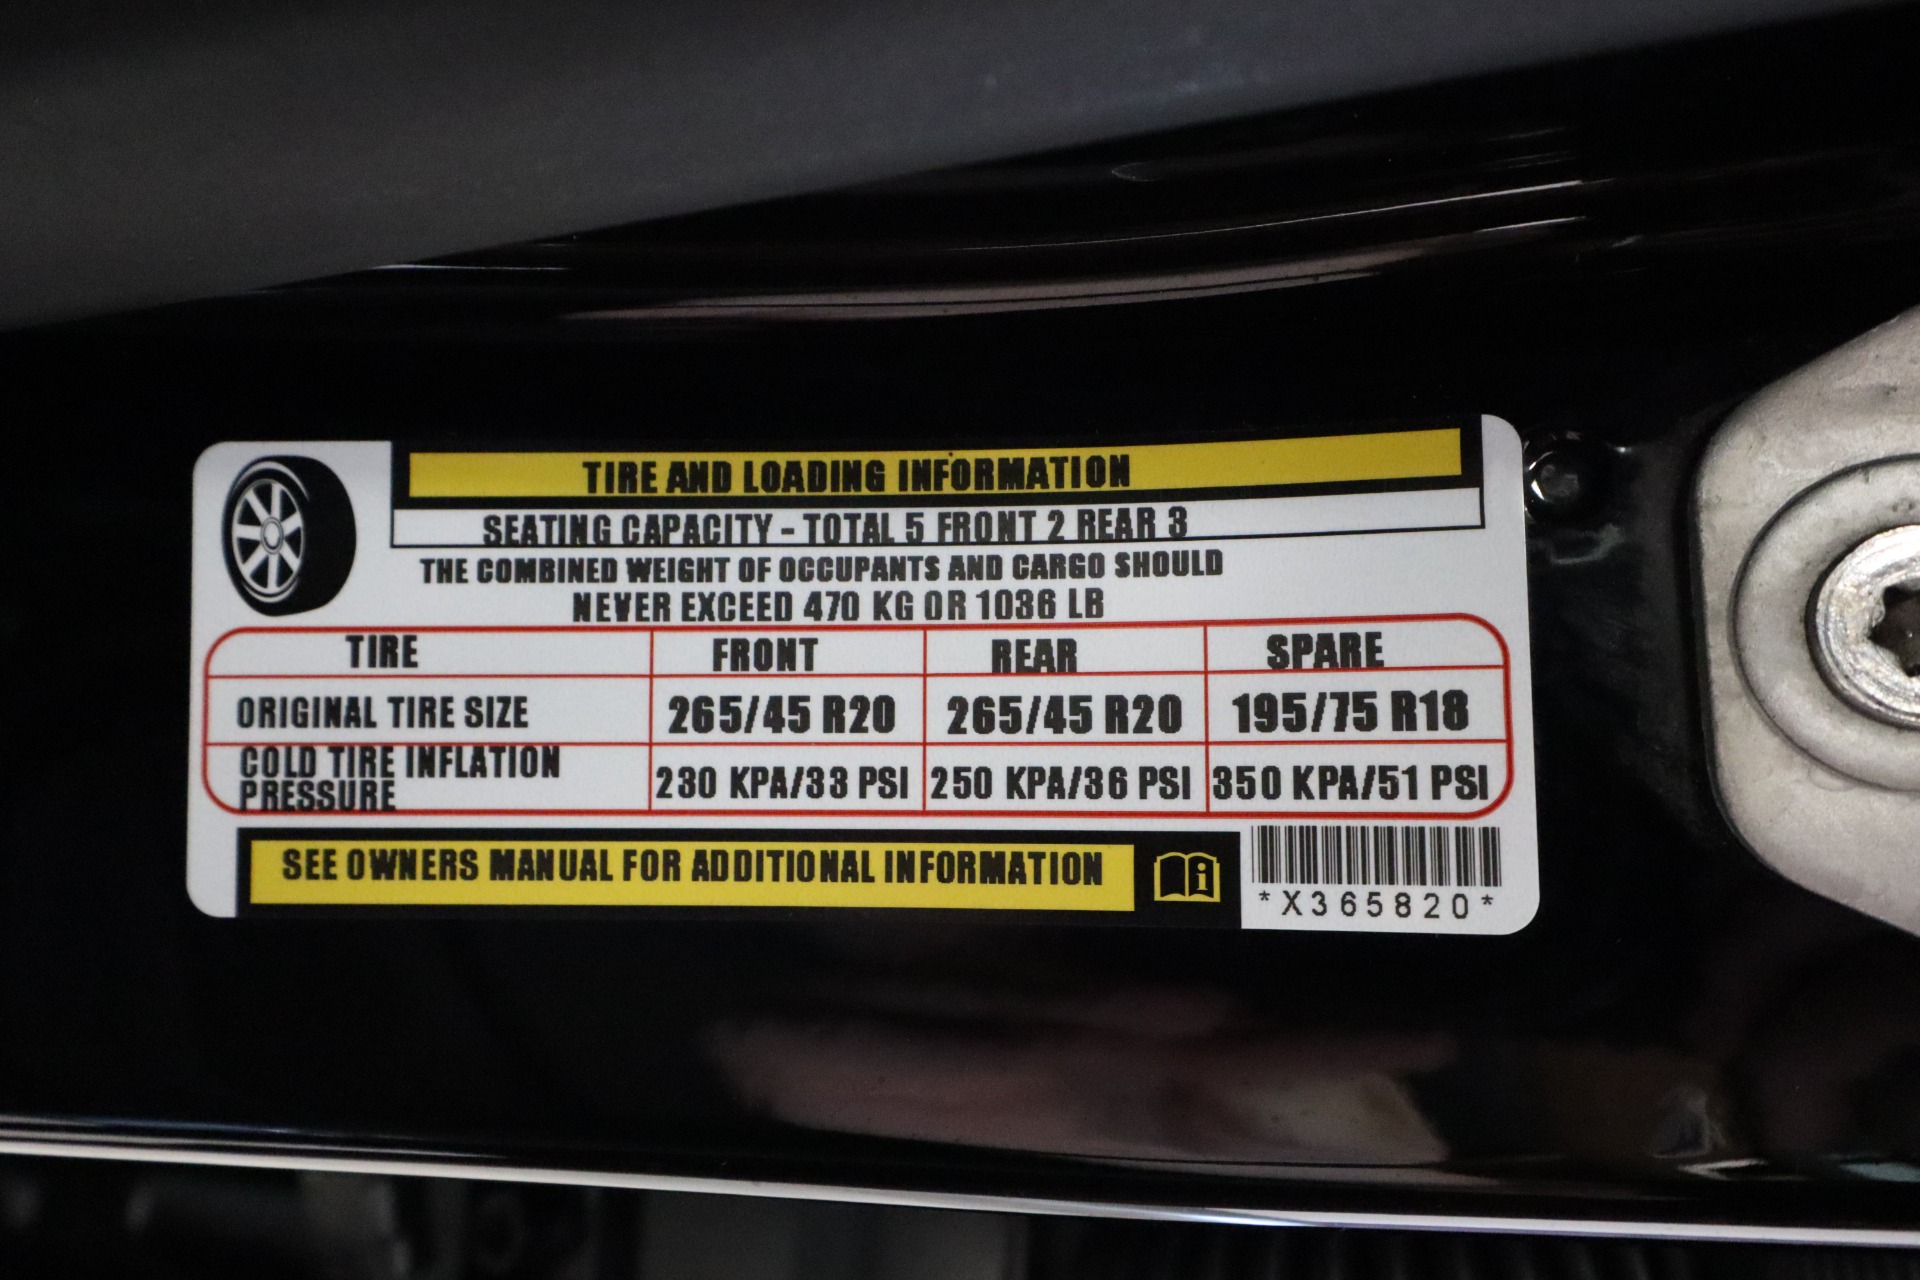 TIRE AND LOADING INFORMATION
SEATING CAPACITY - TOTAL 5 FRONT 2 REAR 3
THE COMBINED WEIGHT OF OCCUPANTS AND CARGO SHOULD
NEVER EXCEED 470 KG OR 1036 LB
TIRE FRONT REAR SPARE
ORIGINAL TIRE SIZE 265/45 R20 265/45 R20 195/75 R18
COLD TIRE INFLATION
PRESSURE 230 KPA/33 PSI 250 KPA/36 PSI 350 KPA/51 PSI
SEE OWNERS MANUAL FOR ADDITIONAL INFORMATION
*X365820*